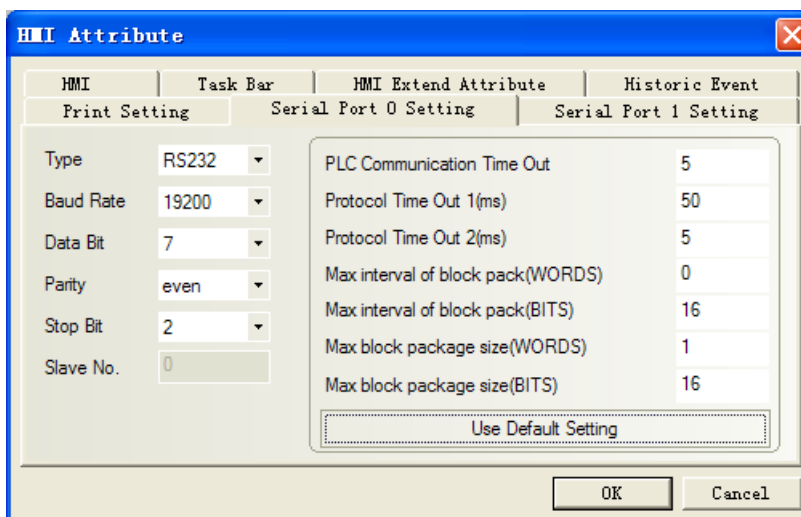 HMI Attribute
HMI Task Bar HMI Extend Attribute Historic Event
Print Setting Serial Port 0 Setting Serial Port 1 Setting
Type RS232
Baud Rate 19200
Data Bit 7
Parity even
Stop Bit 2
Slave No. 0
PLC Communication Time Out 5
Protocol Time Out 1(ms) 50
Protocol Time Out 2(ms) 5
Max interval of block pack(WORDS) 0
Max interval of block pack(BITS) 16
Max block package size(WORDS) 1
Max block package size(BITS) 16
Use Default Setting
OK Cancel